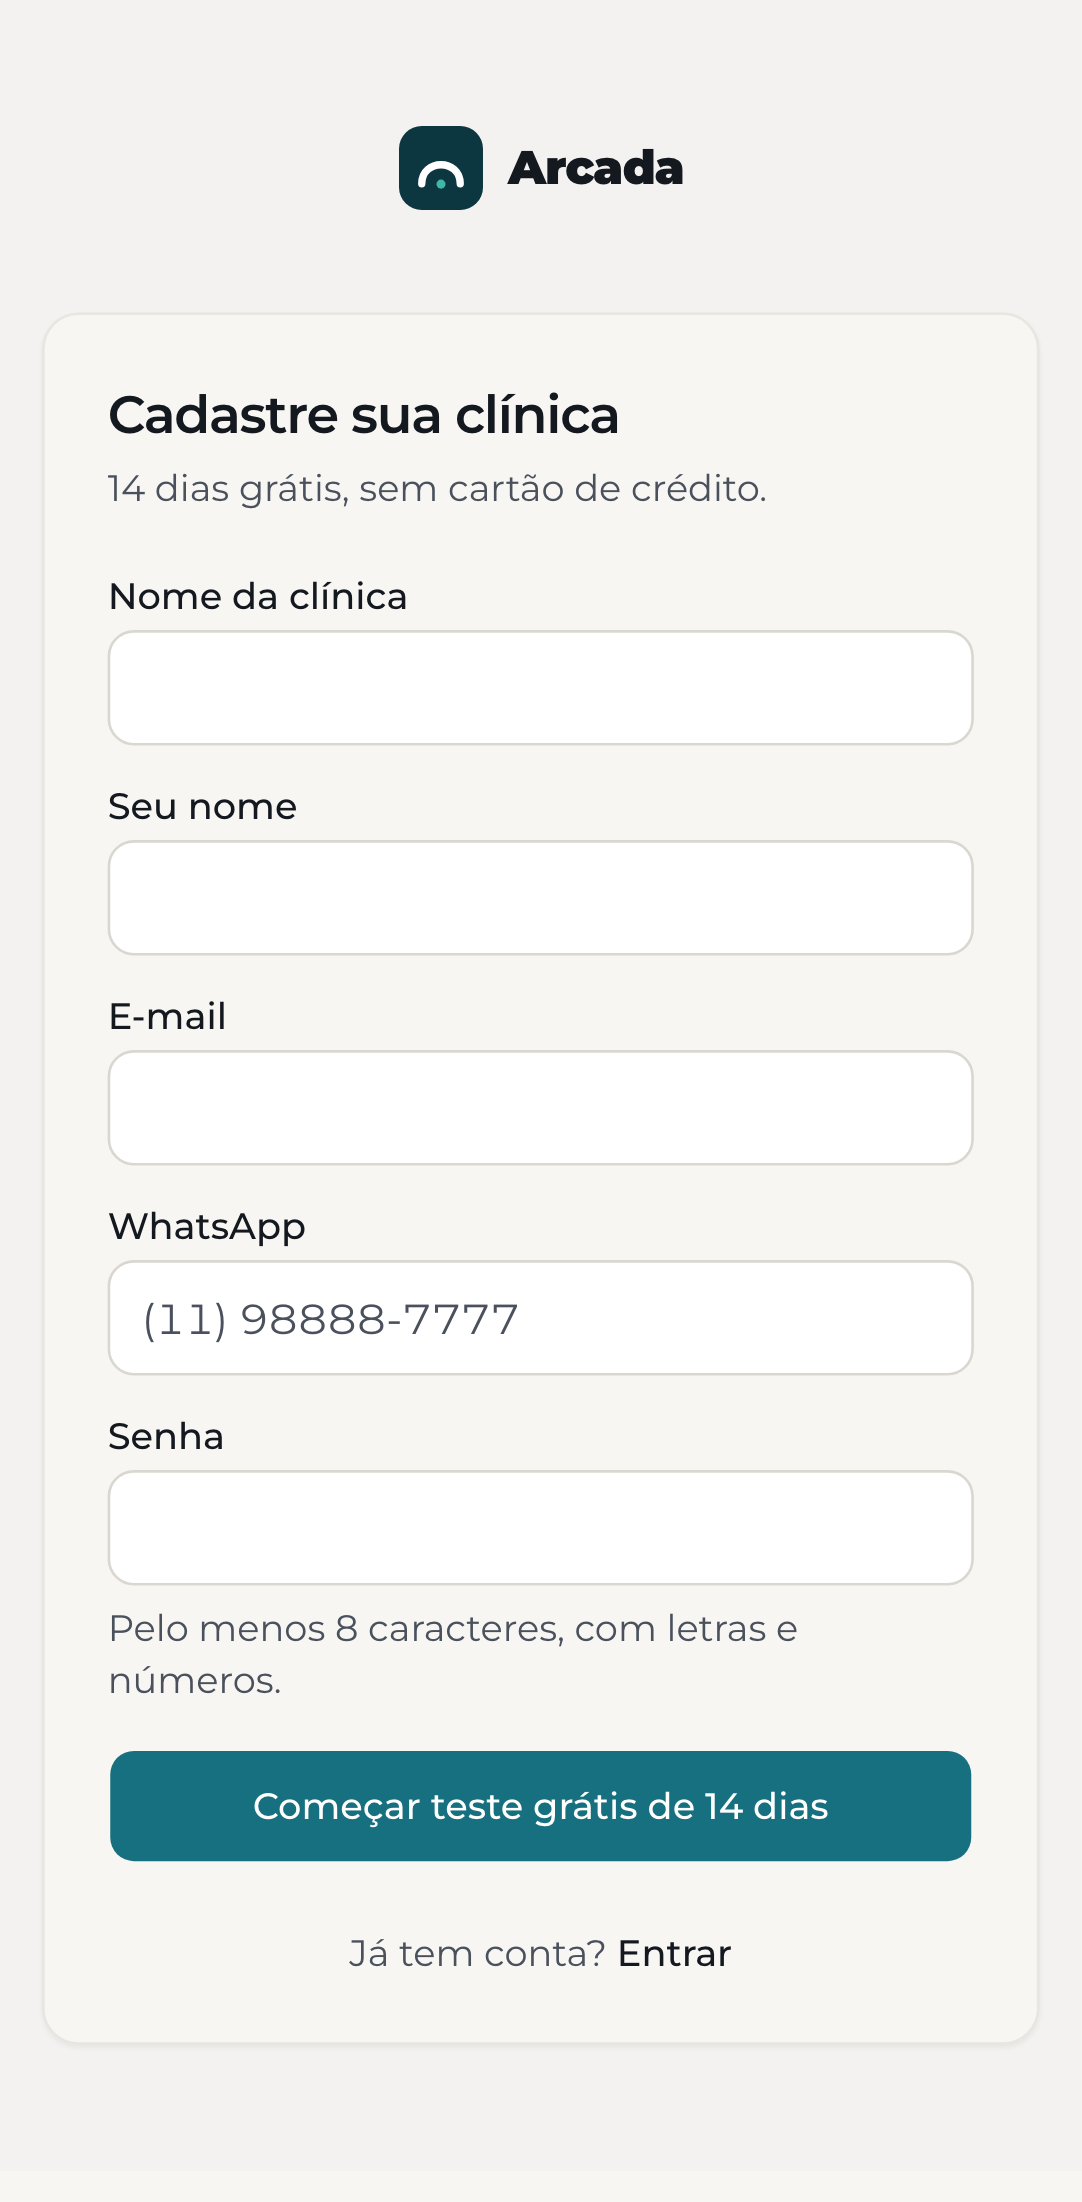 Arcada
Cadastre sua clínica
14 dias grátis, sem cartão de crédito.
Nome da clínica
Seu nome
E-mail
WhatsApp
(11) 98888-7777
Senha
Pelo menos 8 caracteres, com letras e
números.
Começar teste grátis de 14 dias
Já tem conta? Entrar